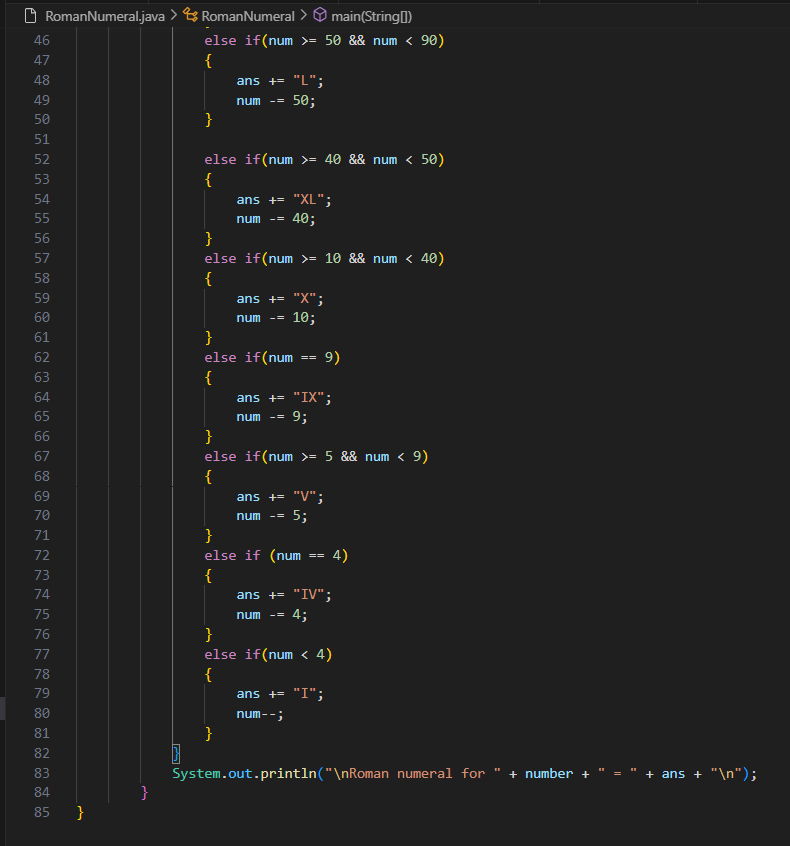 RomanNumeral.java > RomanNumeral > main(String[])
46 else if(num >= 50 && num < 90)
47 {
48 ans += "L";
49 num -= 50;
50 }
51
52 else if(num >= 40 && num < 50)
53 {
54 ans += "XL";
55 num -= 40;
56 }
57 else if(num >= 10 && num < 40)
58 {
59 ans += "X";
60 num -= 10;
61 }
62 else if(num == 9)
63 {
64 ans += "IX";
65 num -= 9;
66 }
67 else if(num >= 5 && num < 9)
68 {
69 ans += "V";
70 num -= 5;
71 }
72 else if (num == 4)
73 {
74 ans += "IV";
75 num -= 4;
76 }
77 else if(num < 4)
78 {
79 ans += "I";
80 num--;
81 }
82 }
83 System.out.println("\nRoman numeral for " + number + " = " + ans + "\n");
84 }
85 }